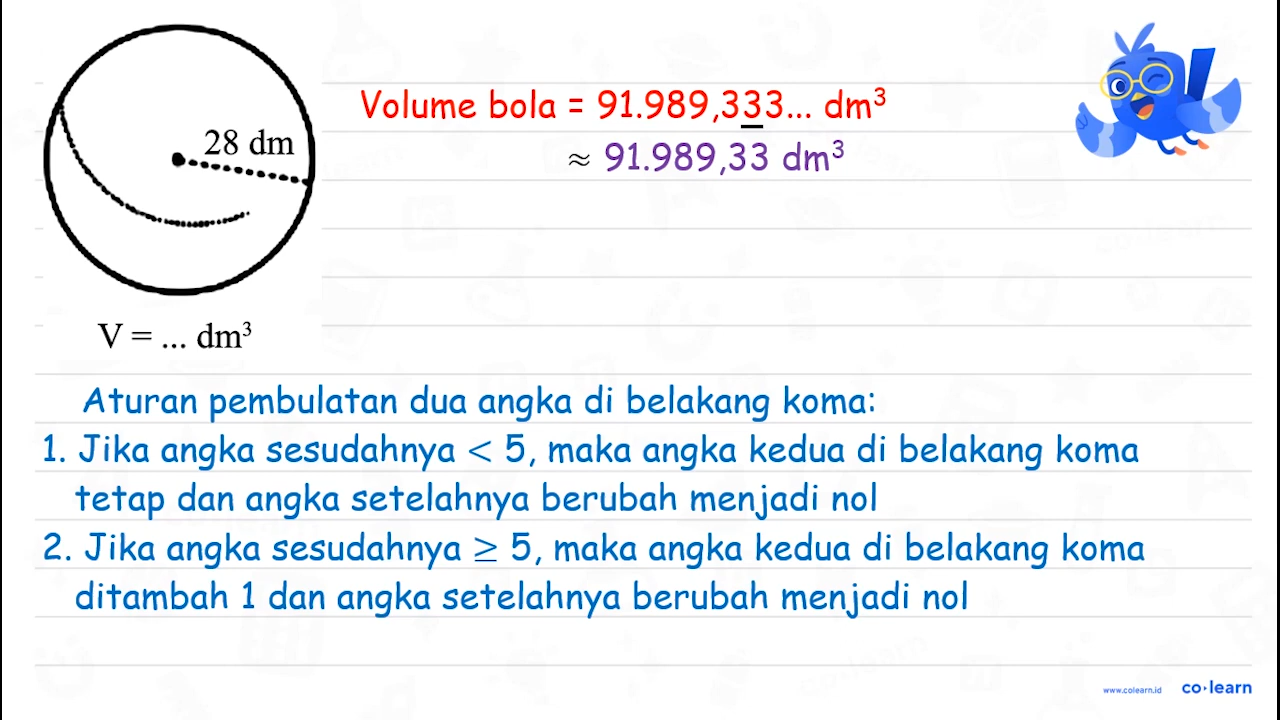 28 dm
V = ... dm³
Volume bola = 91.989,333... dm³
≈ 91.989,33 dm³
Aturan pembulatan dua angka di belakang koma:
1. Jika angka sesudahnya < 5, maka angka kedua di belakang koma
tetap dan angka setelahnya berubah menjadi nol
2. Jika angka sesudahnya ≥ 5, maka angka kedua di belakang koma
ditambah 1 dan angka setelahnya berubah menjadi nol
www.colearn.id co·learn